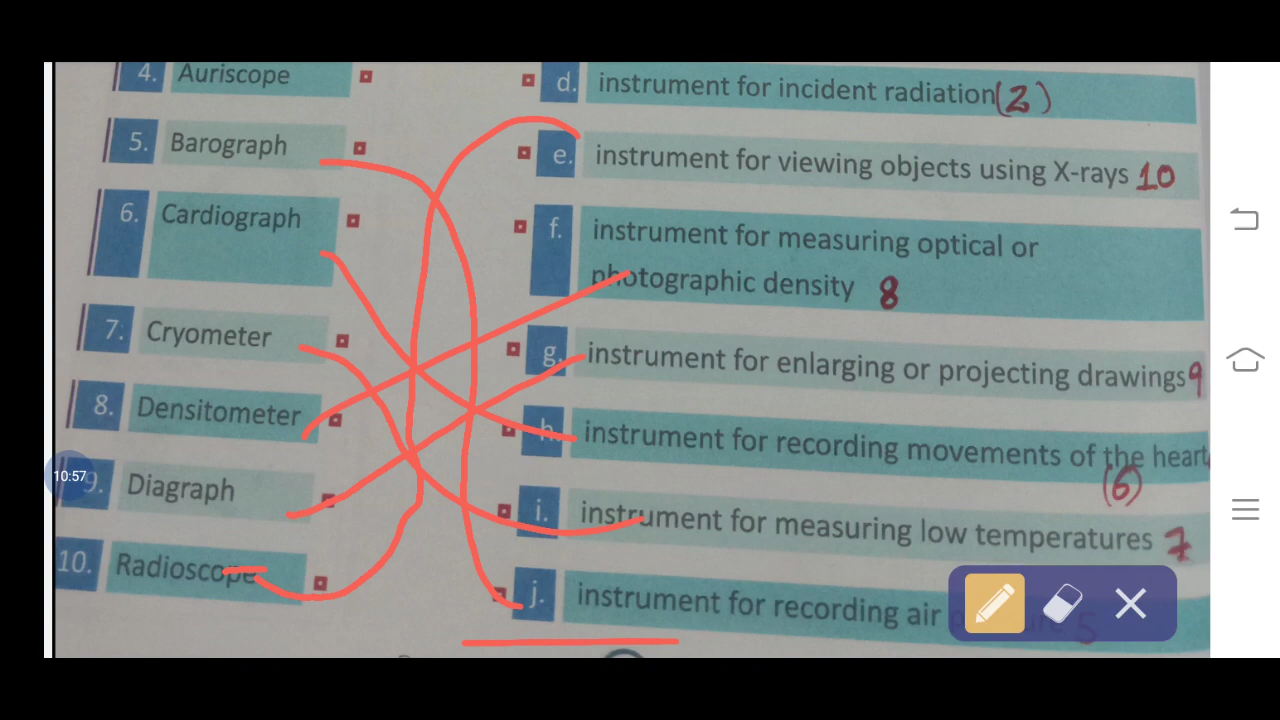 4. Auriscope
d. instrument for incident radiation (2)
5. Barograph
e. instrument for viewing objects using X-rays 10
6. Cardiograph
f. instrument for measuring optical or
photographic density 8
7. Cryometer
g. instrument for enlarging or projecting drawings 9
8. Densitometer
h. instrument for recording movements of the heart
(6)
10:57
9. Diagraph
i. instrument for measuring low temperatures 7
10. Radioscope
j. instrument for recording air 5